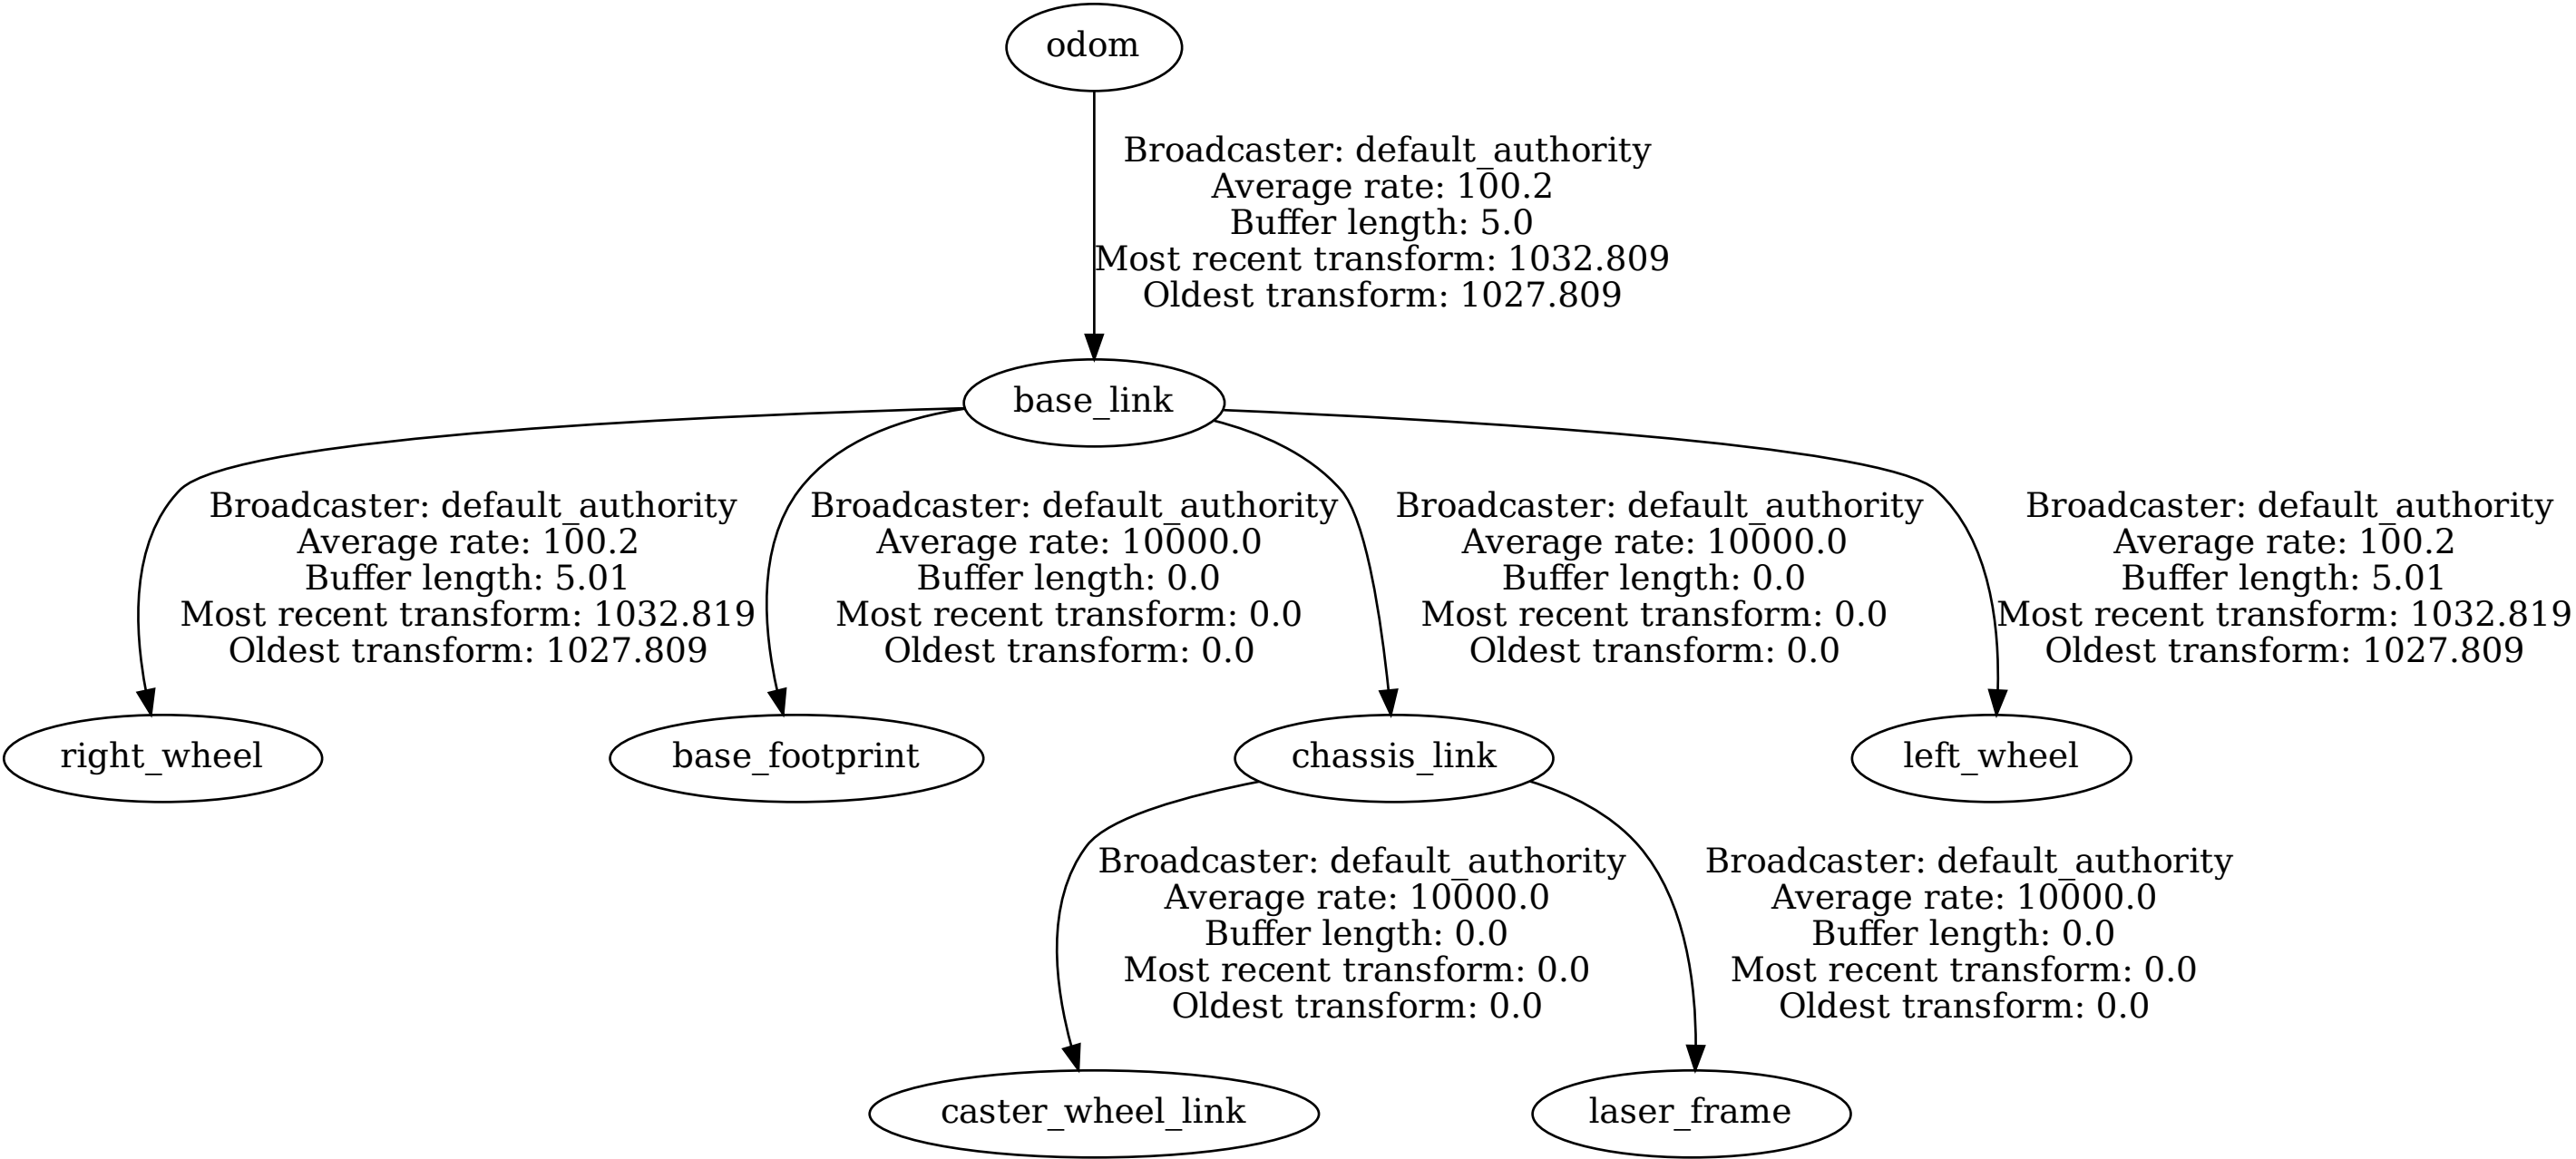 odom
Broadcaster: default_authority
Average rate: 100.2
Buffer length: 5.0
Most recent transform: 1032.809
Oldest transform: 1027.809
base_link
Broadcaster: default_authority
Average rate: 100.2
Buffer length: 5.01
Most recent transform: 1032.819
Oldest transform: 1027.809
Broadcaster: default_authority
Average rate: 10000.0
Buffer length: 0.0
Most recent transform: 0.0
Oldest transform: 0.0
Broadcaster: default_authority
Average rate: 10000.0
Buffer length: 0.0
Most recent transform: 0.0
Oldest transform: 0.0
Broadcaster: default_authority
Average rate: 100.2
Buffer length: 5.01
Most recent transform: 1032.819
Oldest transform: 1027.809
right_wheel
base_footprint
chassis_link
left_wheel
Broadcaster: default_authority
Average rate: 10000.0
Buffer length: 0.0
Most recent transform: 0.0
Oldest transform: 0.0
Broadcaster: default_authority
Average rate: 10000.0
Buffer length: 0.0
Most recent transform: 0.0
Oldest transform: 0.0
caster_wheel_link
laser_frame